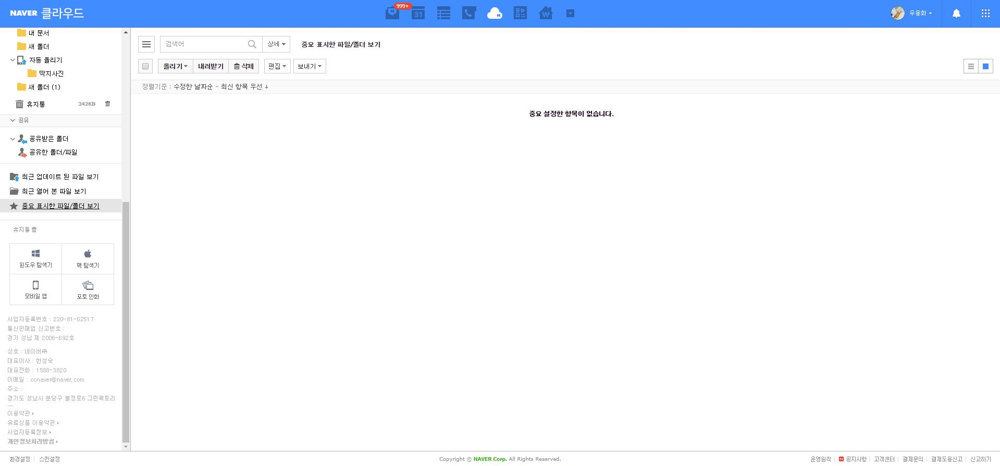 NAVER 클라우드
999+
31
N
W
우용화
내 문서
새 폴더
자동 올리기
딱지사진
새 폴더 (1)
휴지통 342KB
공유
공유받은 폴더
공유한 폴더/파일
최근 업데이트 된 파일 보기
최근 열어 본 파일 보기
중요 표시한 파일/폴더 보기
휴지통
윈도우 탐색기
맥 탐색기
모바일 앱
포토 인화
사업자등록번호 : 220-81-62517
통신판매업 신고번호 :
경기 성남 제 2006-692호
상호 : 네이버㈜
대표이사 : 한성숙
대표전화 : 1588-3820
이메일 : ccnaver@naver.com
주소 :
경기도 성남시 분당구 불정로6 그린팩토리
이용약관
유료상품 이용약관
사업자등록정보
개인정보처리방침
검색어 상세 중요 표시한 파일/폴더 보기
올리기 내려받기 삭제 편집 보내기
정렬기준 : 수정한 날짜순 - 최신 항목 우선 ↓
중요 설정한 항목이 없습니다.
환경설정 스킨설정
Copyright © NAVER Corp. All Rights Reserved.
운영원칙 N 공지사항 고객센터 결제문의 결제도용신고 신고하기